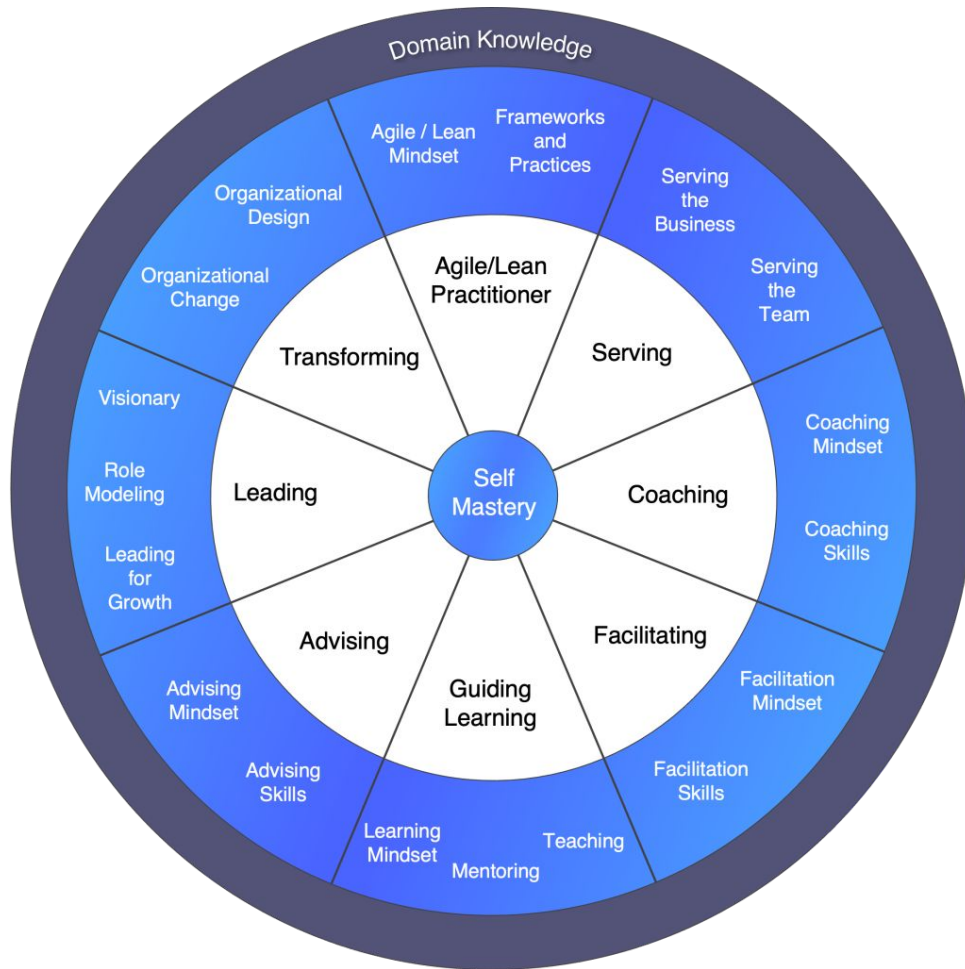 Domain Knowledge
Agile / Lean
Mindset
Frameworks
and
Practices
Serving
the
Business
Serving
the
Team
Coaching
Mindset
Coaching
Skills
Facilitation
Mindset
Facilitation
Skills
Teaching
Mentoring
Learning
Mindset
Advising
Skills
Advising
Mindset
Leading
for
Growth
Role
Modeling
Visionary
Organizational
Change
Organizational
Design
Agile/Lean
Practitioner
Serving
Coaching
Facilitating
Guiding
Learning
Advising
Leading
Transforming
Self
Mastery